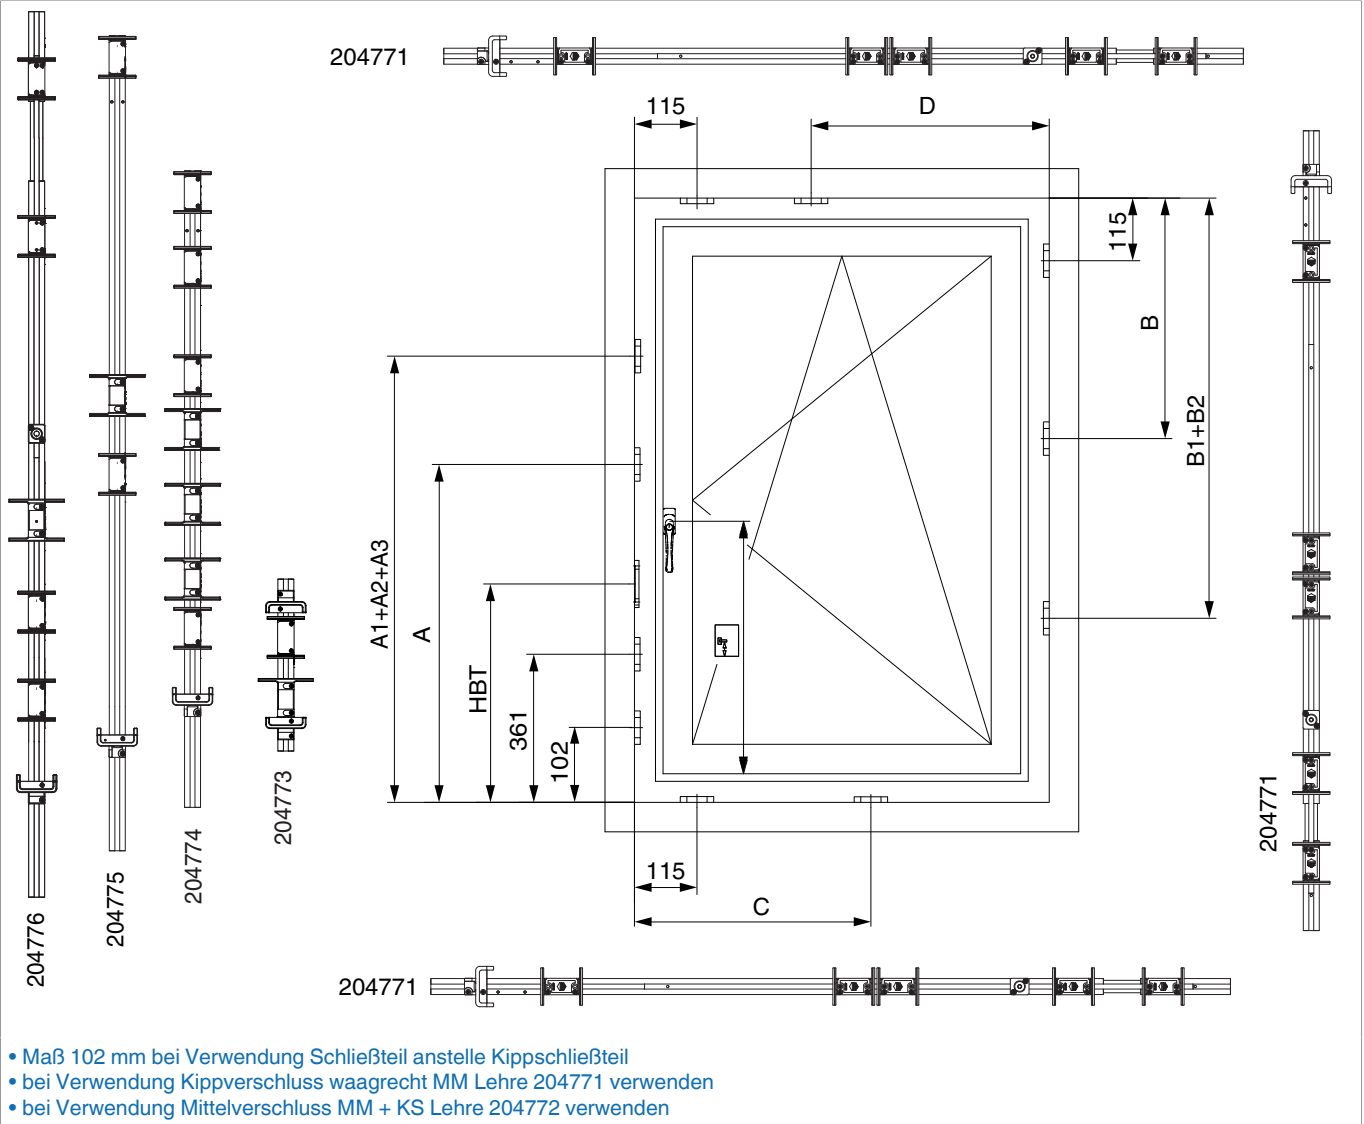 204771
115
D
115
B
B1+B2
A1+A2+A3
A
HBT
361
102
115
C
204776
204775
204774
204773
204771
204771
• Maß 102 mm bei Verwendung Schließteil anstelle Kippschließteil
• bei Verwendung Kippverschluss waagrecht MM Lehre 204771 verwenden
• bei Verwendung Mittelverschluss MM + KS Lehre 204772 verwenden